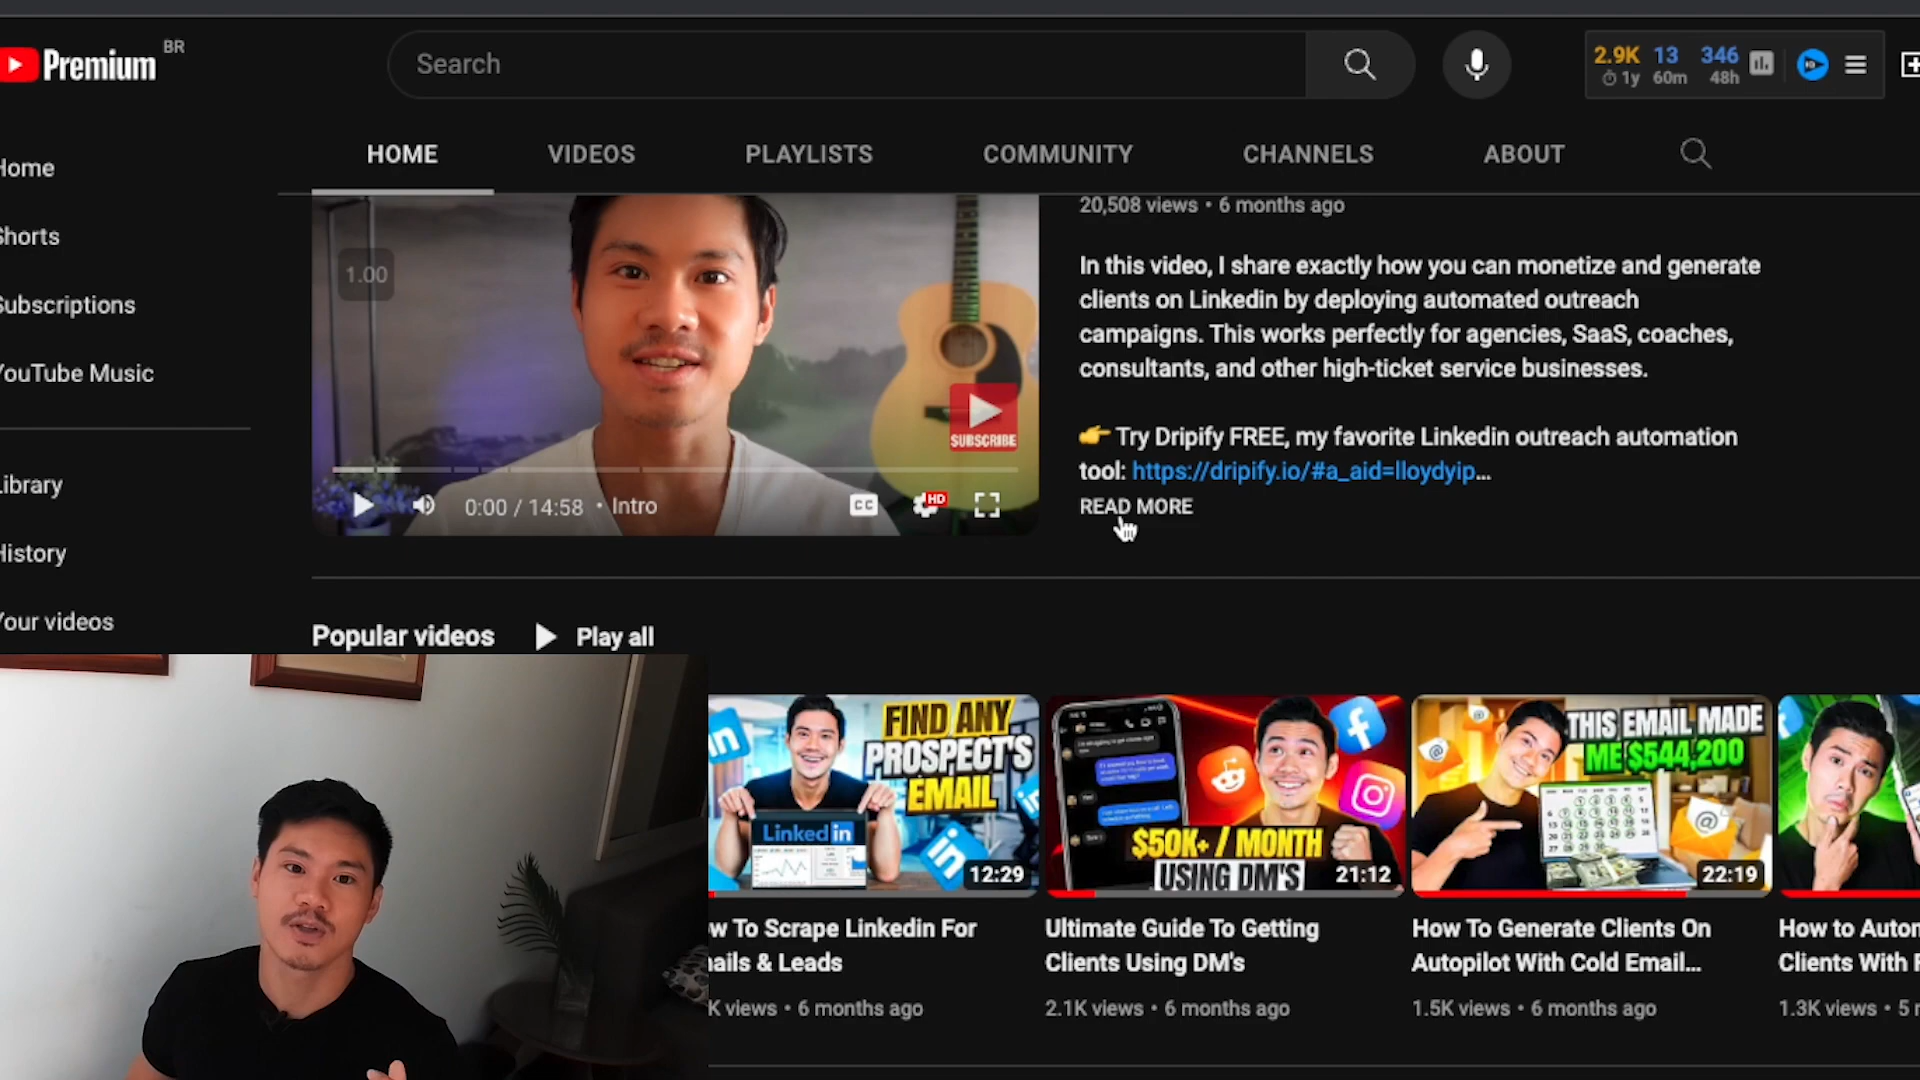 Premium BR
Search
2.9K 13 346
1y 60m 48h
HOME VIDEOS PLAYLISTS COMMUNITY CHANNELS ABOUT
Home
Shorts
Subscriptions
YouTube Music
Library
History
Your videos
1.00
SUBSCRIBE
0:00 / 14:58 • Intro
CC
HD
20,508 views • 6 months ago
In this video, I share exactly how you can monetize and generate
clients on Linkedin by deploying automated outreach
campaigns. This works perfectly for agencies, SaaS, coaches,
consultants, and other high-ticket service businesses.
👉 Try Dripify FREE, my favorite Linkedin outreach automation
tool: https://dripify.io/#a_aid=lloydyip...
READ MORE
Popular videos Play all
FIND ANY
PROSPECT'S
EMAIL
Linked in
12:29
$50K+ / MONTH
USING DM'S
21:12
THIS EMAIL MADE
ME $544,200
22:19
ow To Scrape Linkedin For
nails & Leads
K views • 6 months ago
Ultimate Guide To Getting
Clients Using DM's
2.1K views • 6 months ago
How To Generate Clients On
Autopilot With Cold Email...
1.5K views • 6 months ago
How to Auton
Clients With F
1.3K views • 5 n